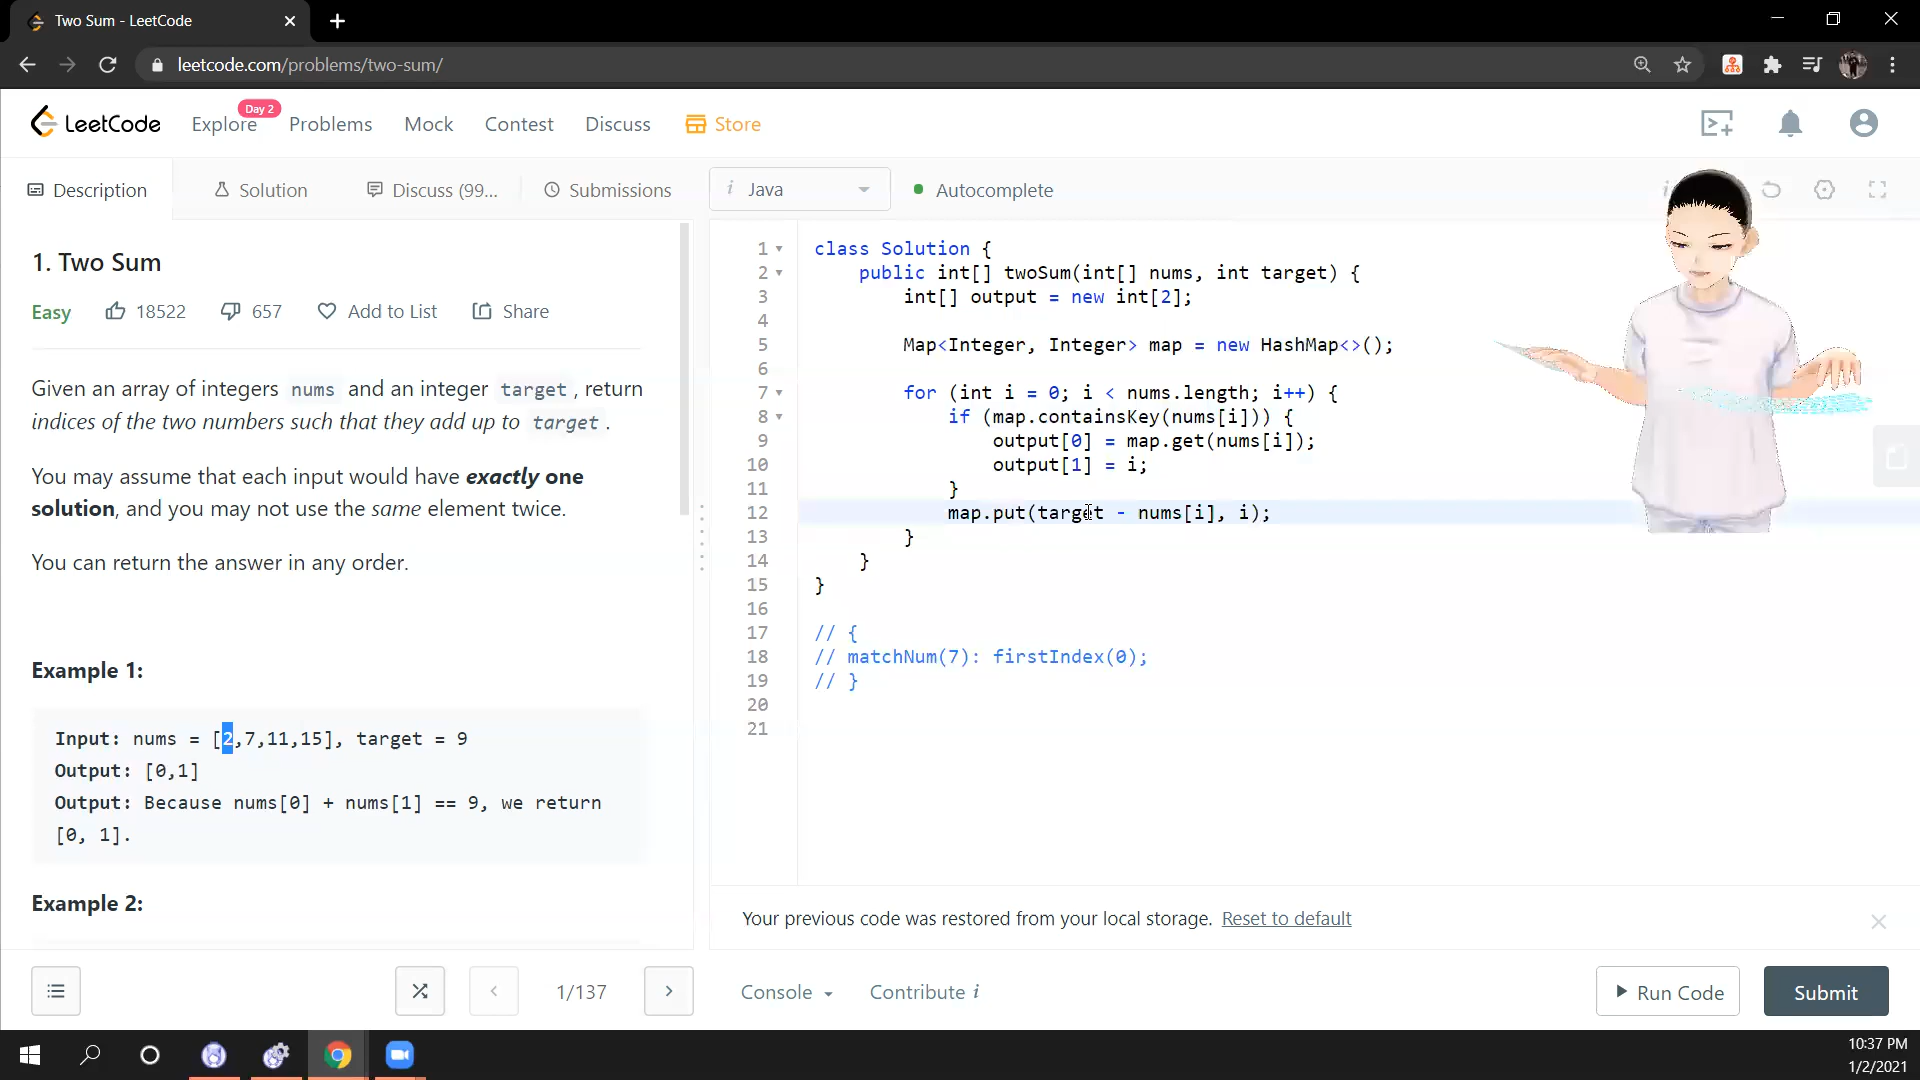 Two Sum - LeetCode
leetcode.com/problems/two-sum/
LeetCode
Explore
Day 2
Problems
Mock
Contest
Discuss
Store
Description
Solution
Discuss (99...
Submissions
i Java
Autocomplete
1. Two Sum
Easy
18522
657
Add to List
Share
Given an array of integers nums and an integer target, return
indices of the two numbers such that they add up to target.
You may assume that each input would have exactly one
solution, and you may not use the same element twice.
You can return the answer in any order.
Example 1:
Input: nums = [2,7,11,15], target = 9
Output: [0,1]
Output: Because nums[0] + nums[1] == 9, we return
[0, 1].
Example 2:
1 class Solution {
2 public int[] twoSum(int[] nums, int target) {
3 int[] output = new int[2];
4
5 Map<Integer, Integer> map = new HashMap<>();
6
7 for (int i = 0; i < nums.length; i++) {
8 if (map.containsKey(nums[i])) {
9 output[0] = map.get(nums[i]);
10 output[1] = i;
11 }
12 map.put(target - nums[i], i);
13 }
14 }
15 }
16
17 // {
18 // matchNum(7): firstIndex(0);
19 // }
20
21
Your previous code was restored from your local storage. Reset to default
1/137
Console
Contribute i
Run Code
Submit
10:37 PM
1/2/2021